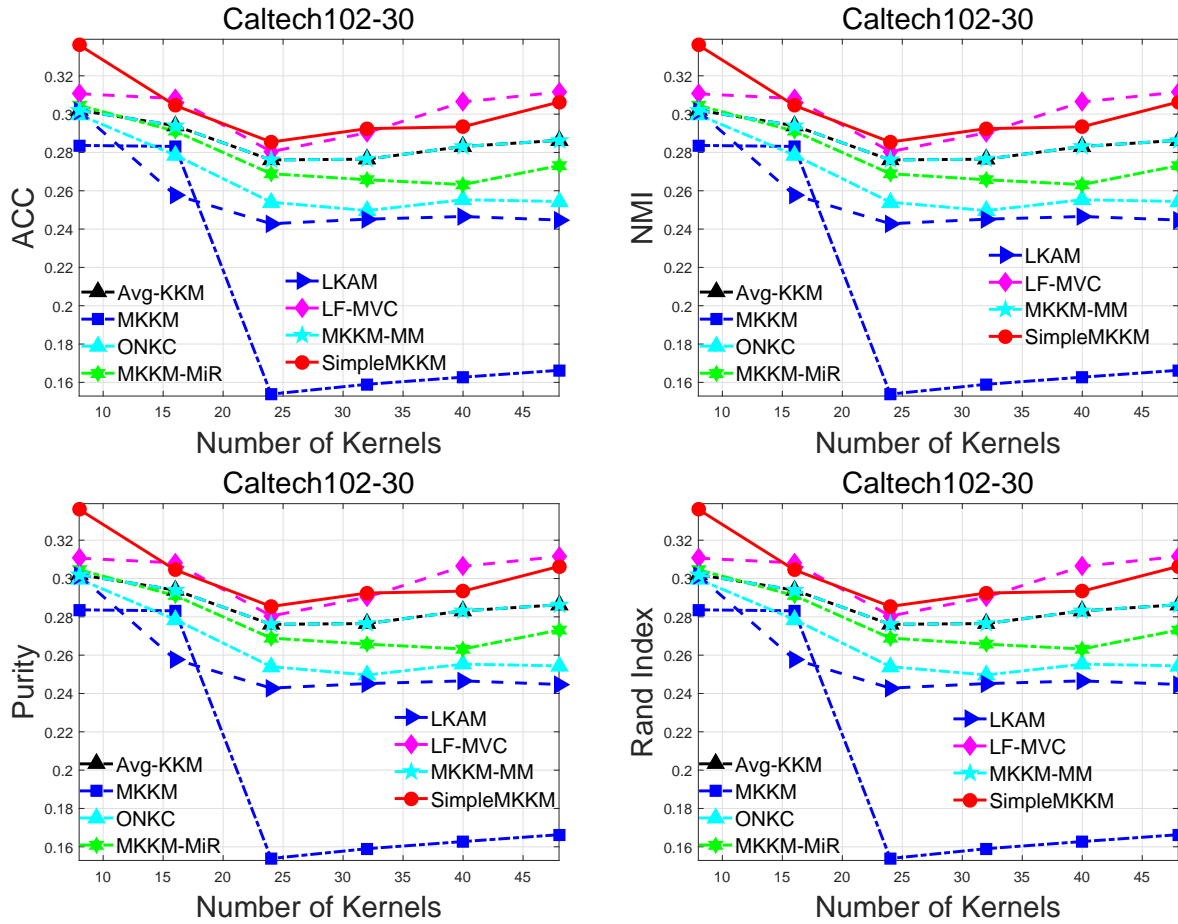 Caltech102-30
0.32
0.3
0.28
0.26
0.24
0.22
0.2
0.18
0.16
ACC
LKAM
LF-MVC
MKKM-MM
SimpleMKKM
Avg-KKM
MKKM
ONKC
MKKM-MiR
10 15 20 25 30 35 40 45
Number of Kernels
Caltech102-30
0.32
0.3
0.28
0.26
0.24
0.22
0.2
0.18
0.16
NMI
LKAM
LF-MVC
MKKM-MM
SimpleMKKM
Avg-KKM
MKKM
ONKC
MKKM-MiR
10 15 20 25 30 35 40 45
Number of Kernels
Caltech102-30
0.32
0.3
0.28
0.26
0.24
0.22
0.2
0.18
0.16
Purity
LKAM
LF-MVC
MKKM-MM
SimpleMKKM
Avg-KKM
MKKM
ONKC
MKKM-MiR
10 15 20 25 30 35 40 45
Number of Kernels
Caltech102-30
0.32
0.3
0.28
0.26
0.24
0.22
0.2
0.18
0.16
Rand Index
LKAM
LF-MVC
MKKM-MM
SimpleMKKM
Avg-KKM
MKKM
ONKC
MKKM-MiR
10 15 20 25 30 35 40 45
Number of Kernels